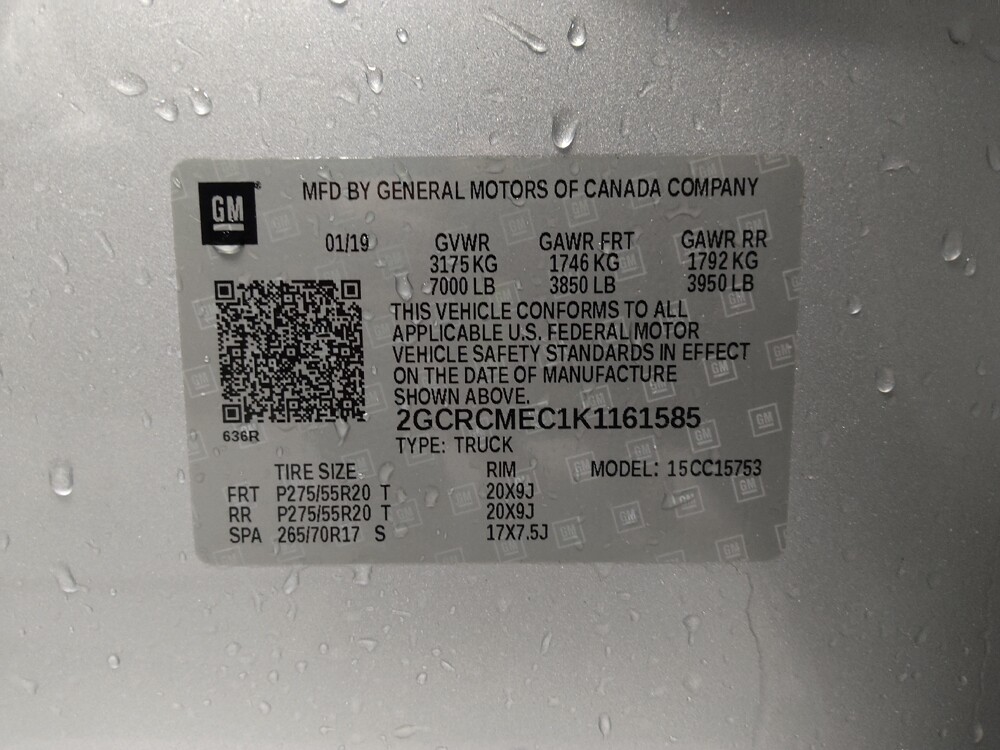 GM
MFD BY GENERAL MOTORS OF CANADA COMPANY
01/19 GVWR GAWR FRT GAWR RR
3175 KG 1746 KG 1792 KG
7000 LB 3850 LB 3950 LB
THIS VEHICLE CONFORMS TO ALL
APPLICABLE U.S. FEDERAL MOTOR
VEHICLE SAFETY STANDARDS IN EFFECT
ON THE DATE OF MANUFACTURE
SHOWN ABOVE.
2GCRCMEC1K1161585
636R
TYPE: TRUCK
TIRE SIZE RIM MODEL: 15CC15753
FRT P275/55R20 T 20X9J
RR P275/55R20 T 20X9J
SPA 265/70R17 S 17X7.5J